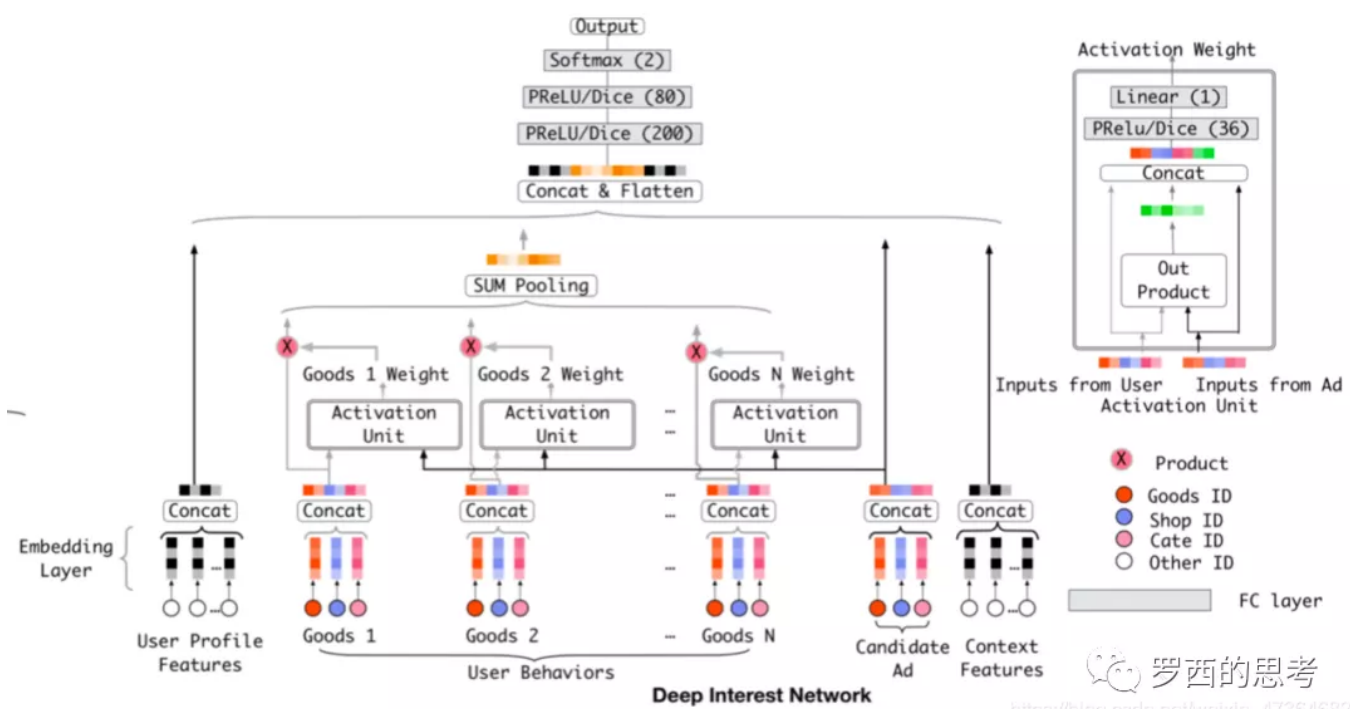 Output
Softmax (2)
PReLU/Dice (80)
PReLU/Dice (200)
Concat & Flatten
SUM Pooling
X
X
X
Goods 1 Weight
Goods 2 Weight
Goods N Weight
Activation
Unit
Activation
Unit
...
...
Activation
Unit
Concat
Concat
Concat
...
...
Concat
Concat
Concat
Embedding
Layer
...
...
...
...
...
User Profile
Features
Goods 1
Goods 2
...
Goods N
User Behaviors
Candidate
Ad
Context
Features
Deep Interest Network
Activation Weight
Linear (1)
PRelu/Dice (36)
Concat
Out
Product
Inputs from User
Inputs from Ad
Activation Unit
X
Product
Goods ID
Shop ID
Cate ID
Other ID
FC layer
罗西的思考